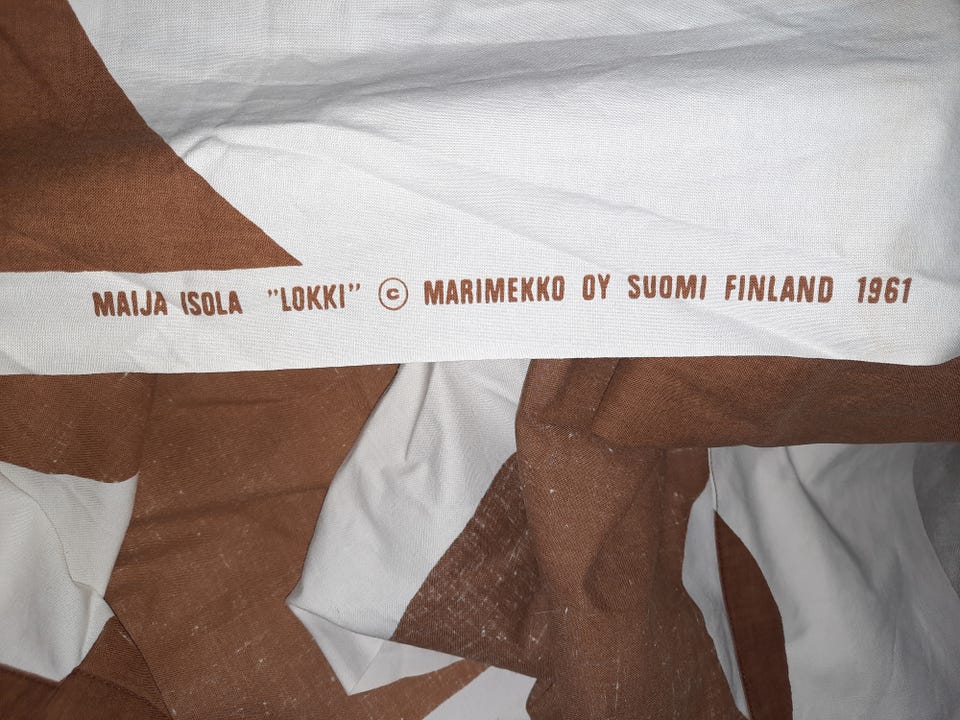 MAIJA ISOLA ”LOKKI” © MARIMEKKO OY SUOMI FINLAND 1961